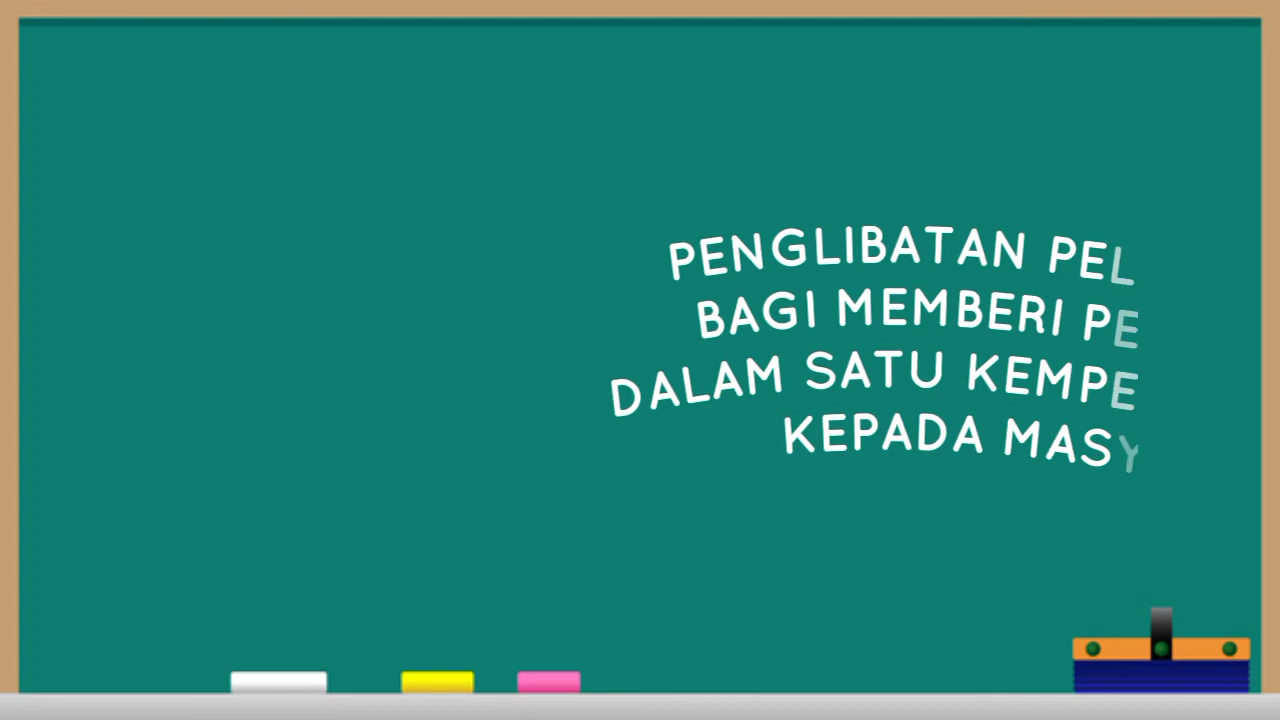 PENGLIBATAN PEL
BAGI MEMBERI PE
DALAM SATU KEMPE
KEPADA MASY